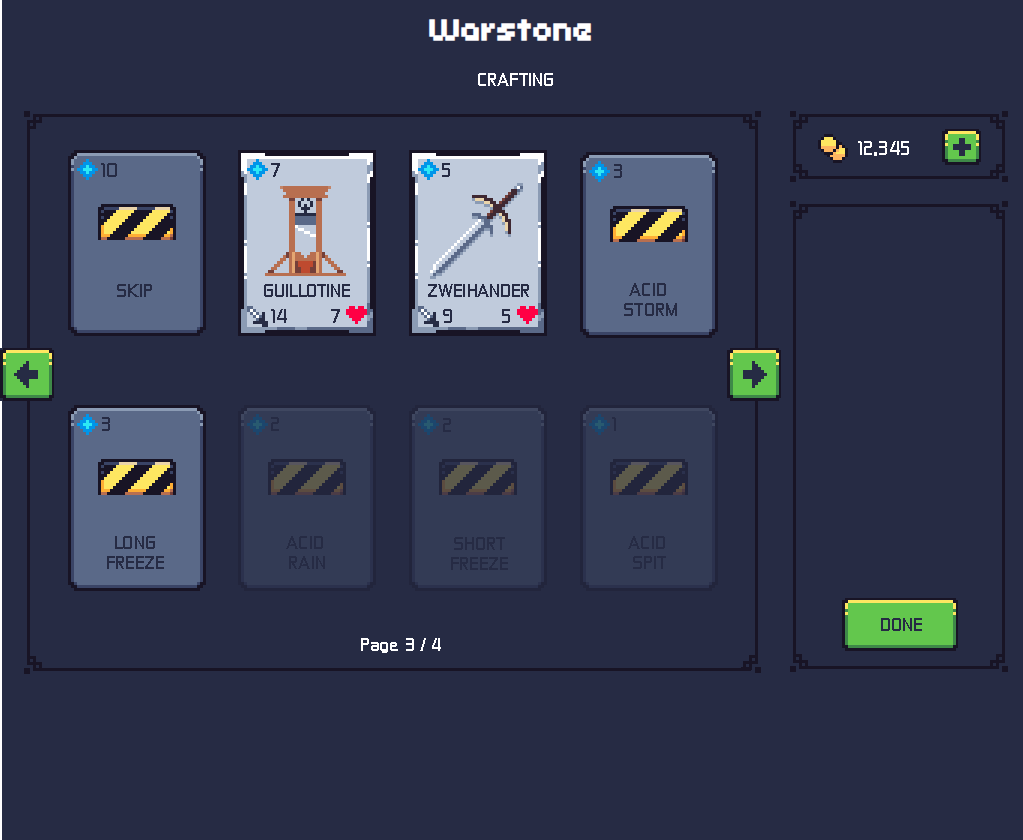 Warstone
CRAFTING
12,345
10
SKIP
7
GUILLOTINE
14 7
5
ZWEIHANDER
9 5
3
ACID
STORM
3
LONG
FREEZE
2
ACID
RAIN
2
SHORT
FREEZE
1
ACID
SPIT
Page 3 / 4
DONE